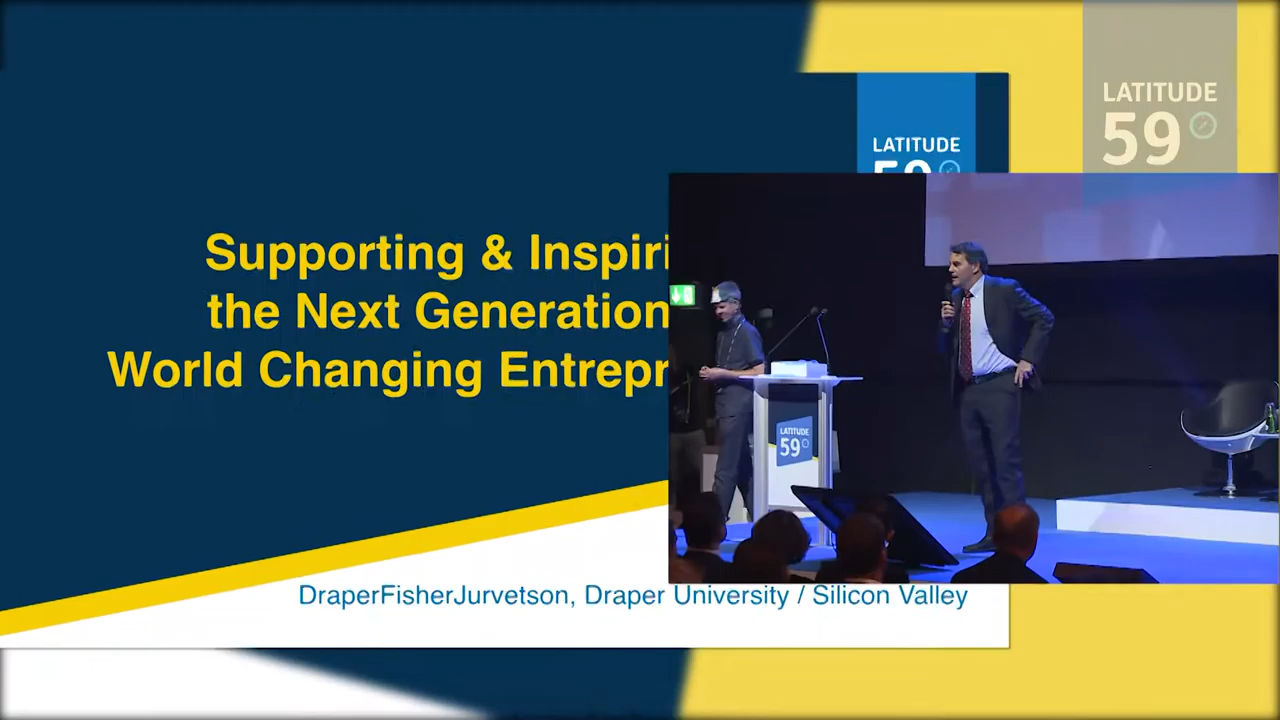 LATITUDE
59
LATITUDE
Supporting & Inspiri
the Next Generation
World Changing Entrepr
LATITUDE
59
DraperFisherJurvetson, Draper University / Silicon Valley